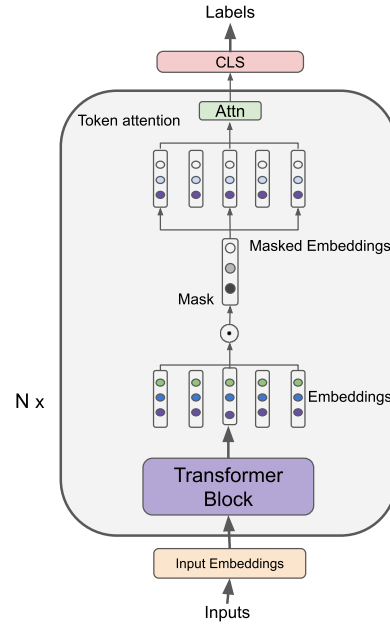 Labels
CLS
Attn
Token attention
Masked Embeddings
Mask
Embeddings
N x
Transformer
Block
Input Embeddings
Inputs